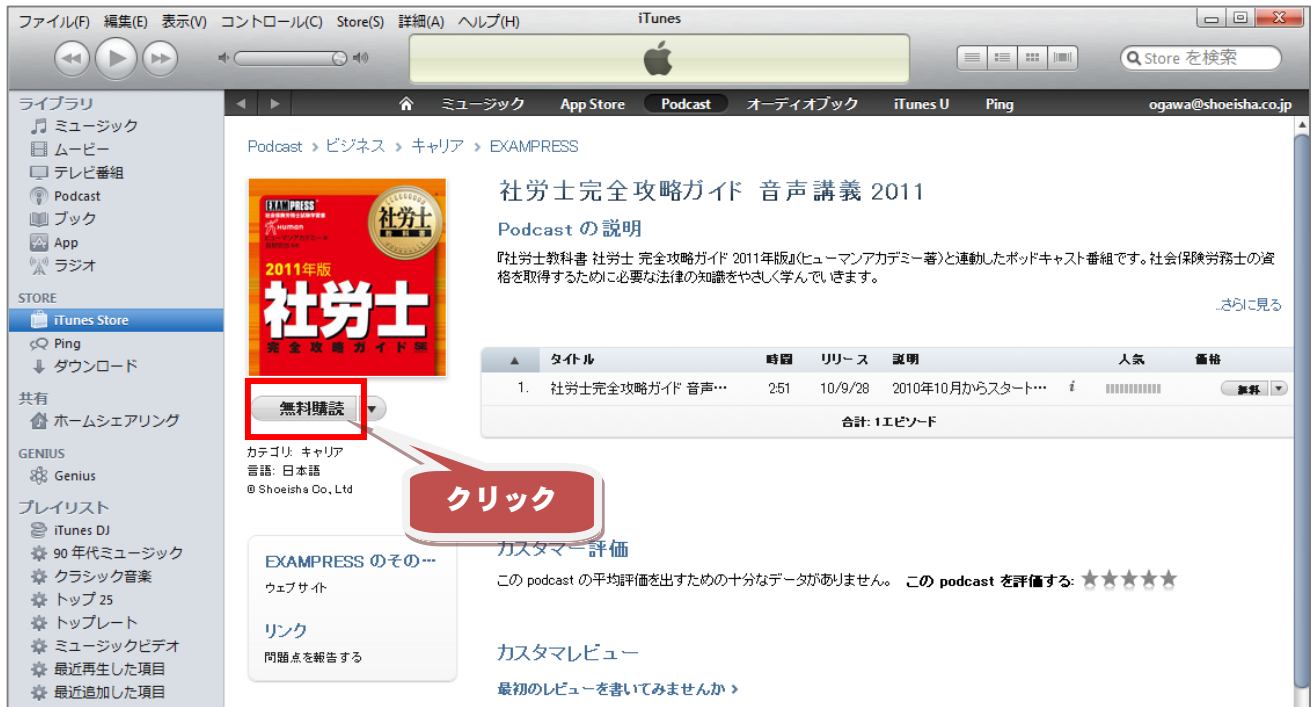 ファイル(F) 編集(E) 表示(V) コントロール(C) Store(S) 詳細(A) ヘルプ(H)
iTunes
Store を検索
ミュージック App Store Podcast オーディオブック iTunes U Ping ogawa@shoeisha.co.jp
ライブラリ
ミュージック
ムービー
テレビ番組
Podcast
ブック
App
ラジオ
STORE
iTunes Store
Ping
ダウンロード
共有
ホームシェアリング
GENIUS
Genius
プレイリスト
iTunes DJ
90 年代ミュージック
クラシック音楽
トップ 25
トップレート
ミュージックビデオ
最近再生した項目
最近追加した項目
Podcast > ビジネス > キャリア > EXAMPRESS
EXAMPRESS
Human
社労士
教科書
2011年版
社労士
完全攻略ガイド
無料購読
クリック
カテゴリ: キャリア
言語: 日本語
® Shoeisha Co., Ltd
EXAMPRESS のその…
ウェブサイト
リンク
問題点を報告する
社労士完全攻略ガイド 音声講義 2011
Podcast の説明
『社労士教科書 社労士 完全攻略ガイド 2011年版』(ヒューマンアカデミー著)と連動したポッドキャスト番組です。社会保険労務士の資
格を取得するために必要な法律の知識をやさしく学んでいきます。
...さらに見る
▲ タイトル 時間 リリース 説明 人気 価格
1. 社労士完全攻略ガイド 音声… 2:51 10/9/28 2010年10月からスタート… i 無料
合計: 1エピソード
カスタマー評価
この podcast の平均評価を出すための十分なデータがありません。 この podcast を評価する: ★★★★★
カスタマレビュー
最初のレビューを書いてみませんか >